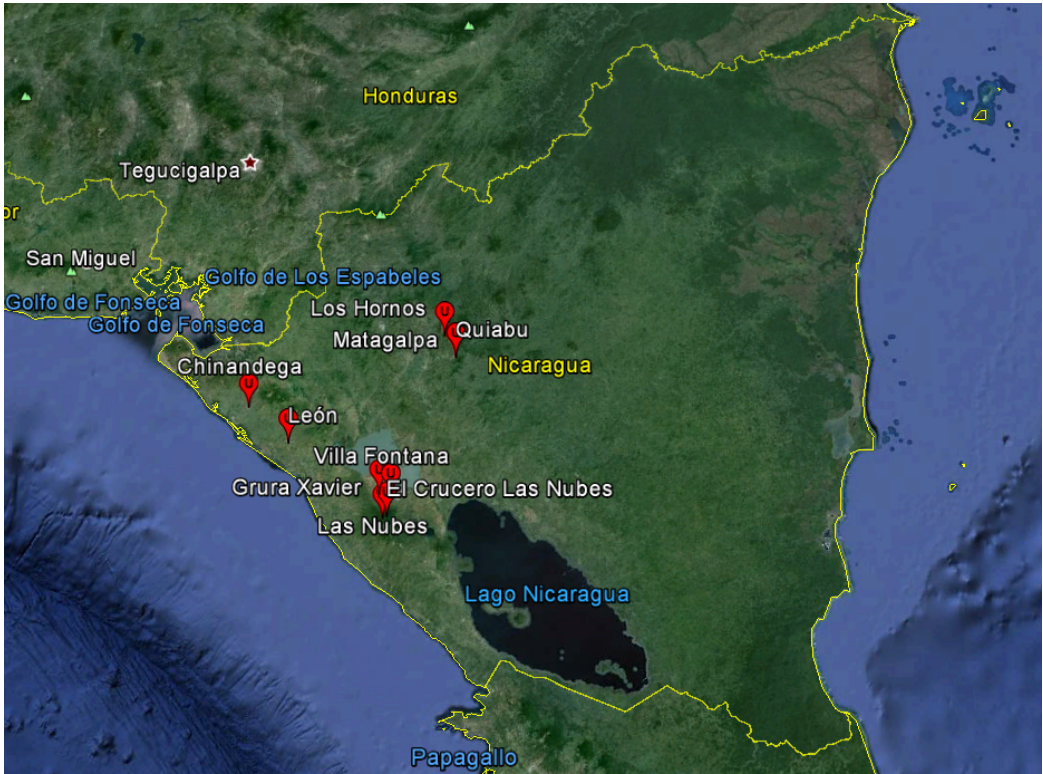 Honduras
Tegucigalpa
or
San Miguel
Golfo de Los Espabeles
Golfo de Fonseca
Golfo de Fonseca
Los Hornos
Quiabu
Matagalpa
Nicaragua
Chinandega
León
Villa Fontana
Grura Xavier
El Crucero Las Nubes
Las Nubes
Lago Nicaragua
Papagallo